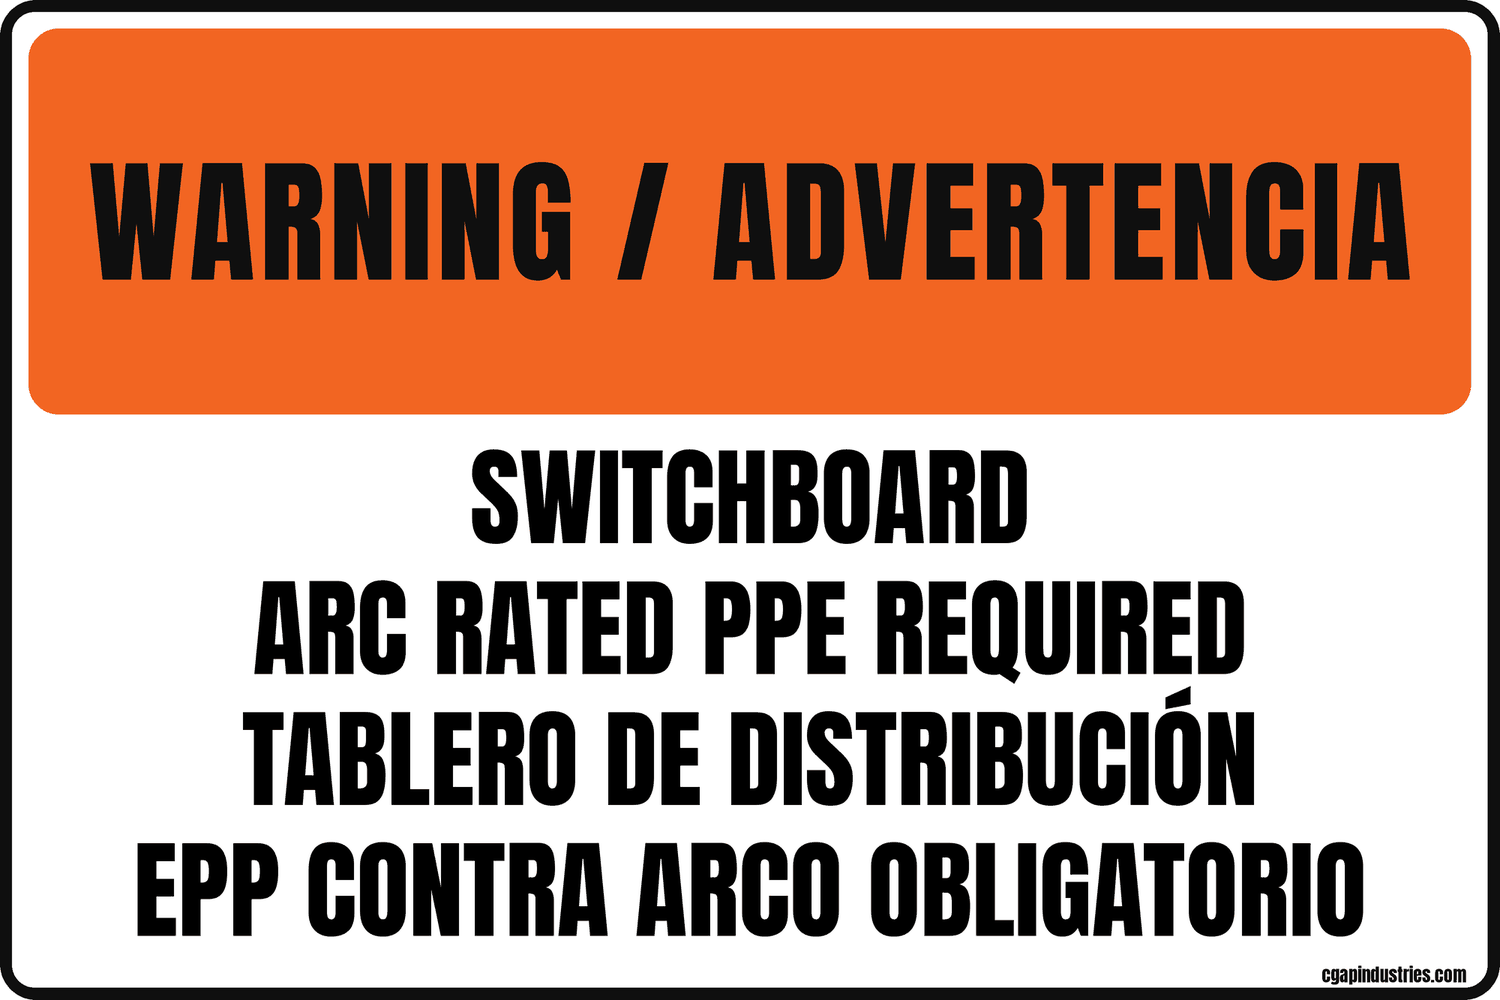 WARNING / ADVERTENCIA
SWITCHBOARD
ARC RATED PPE REQUIRED
TABLERO DE DISTRIBUCIÓN
EPP CONTRA ARCO OBLIGATORIO
cgapindustries.com